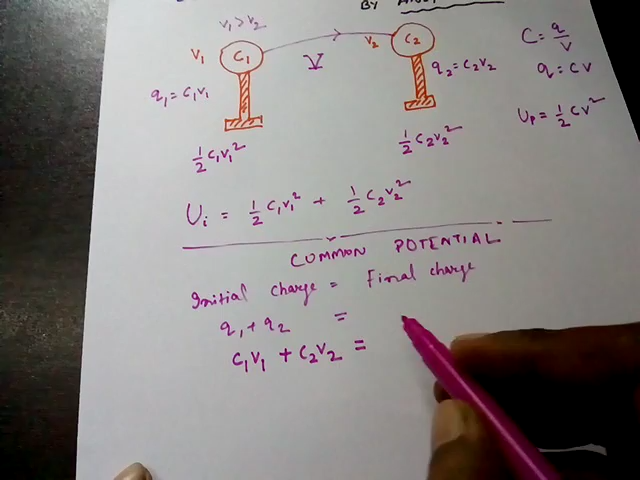 BY
V₁ > V₂
V₁ C₁ V V₂ C₂
C = q/V
q₁ = C₁V₁
q₂ = C₂V₂
q = CV
½ C₁V₁²
½ C₂V₂²
Uₚ = ½ CV²
Uᵢ = ½ C₁V₁² + ½ C₂V₂²
COMMON POTENTIAL
Initial charge = Final charge
q₁ + q₂ =
C₁V₁ + C₂V₂ =